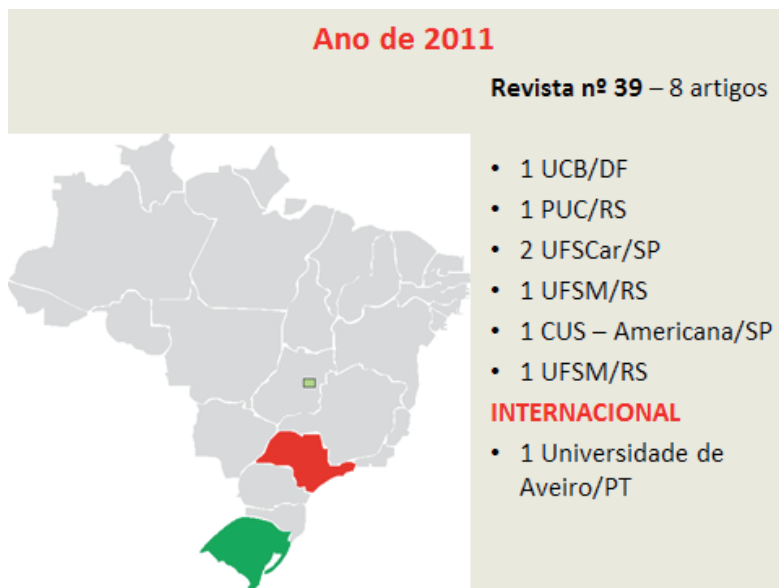 Ano de 2011
Revista nº 39 – 8 artigos
• 1 UCB/DF
• 1 PUC/RS
• 2 UFSCar/SP
• 1 UFSM/RS
• 1 CUS – Americana/SP
• 1 UFSM/RS
INTERNACIONAL
• 1 Universidade de
Aveiro/PT